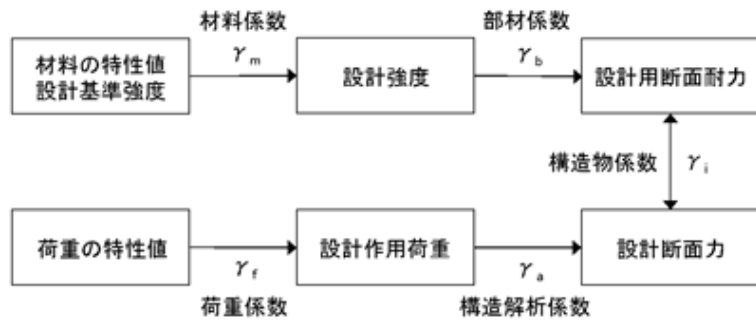 材料係数
部材係数
材料の特性値
設計基準強度
γm
設計強度
γb
設計用断面耐力
構造物係数
γi
荷重の特性値
設計作用荷重
設計断面力
γf
γa
荷重係数
構造解析係数